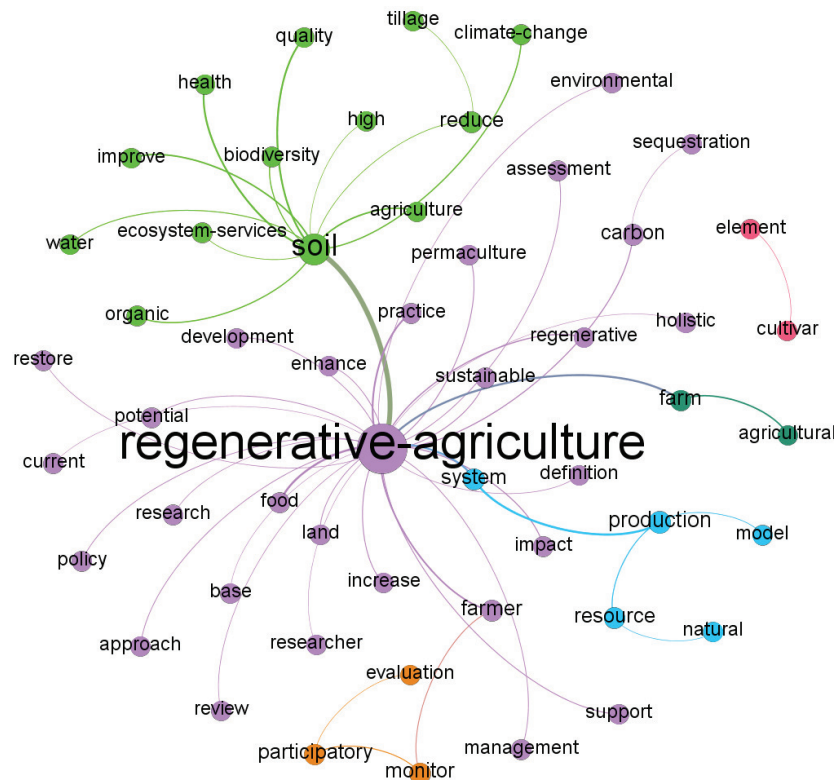 tillage
quality
climate-change
health
environmental
high
reduce
sequestration
biodiversity
improve
assessment
agriculture
ecosystem-services
carbon
element
water
soil
permaculture
organic
practice
holistic
cultivar
development
regenerative
restore
enhance
sustainable
farm
potential
agricultural
regenerative-agriculture
current
system
definition
food
research
production
land
model
impact
policy
increase
base
farmer
resource
natural
approach
researcher
evaluation
review
support
participatory
management
monitor